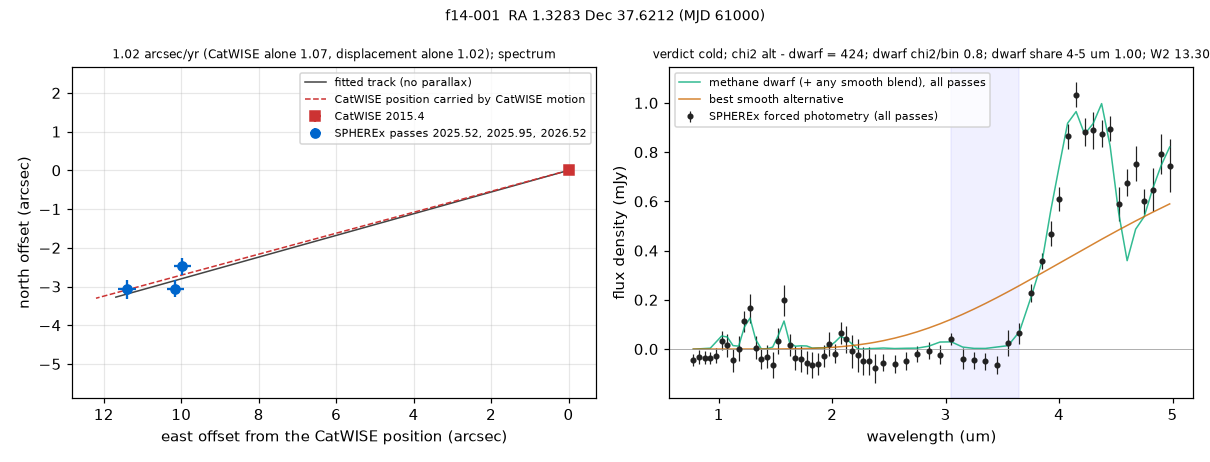 f14-001 RA 1.3283 Dec 37.6212 (MJD 61000)
1.02 arcsec/yr (CatWISE alone 1.07, displacement alone 1.02); spectrum
fitted track (no parallax)
CatWISE position carried by CatWISE motion
CatWISE 2015.4
SPHEREx passes 2025.52, 2025.95, 2026.52
2
1
0
−1
−2
−3
−4
−5
north offset (arcsec)
12 10 8 6 4 2 0
east offset from the CatWISE position (arcsec)
verdict cold; chi2 alt - dwarf = 424; dwarf chi2/bin 0.8; dwarf share 4-5 um 1.00; W2 13.30
methane dwarf (+ any smooth blend), all passes
best smooth alternative
SPHEREx forced photometry (all passes)
1.0
0.8
0.6
0.4
0.2
0.0
flux density (mJy)
1 2 3 4 5
wavelength (um)